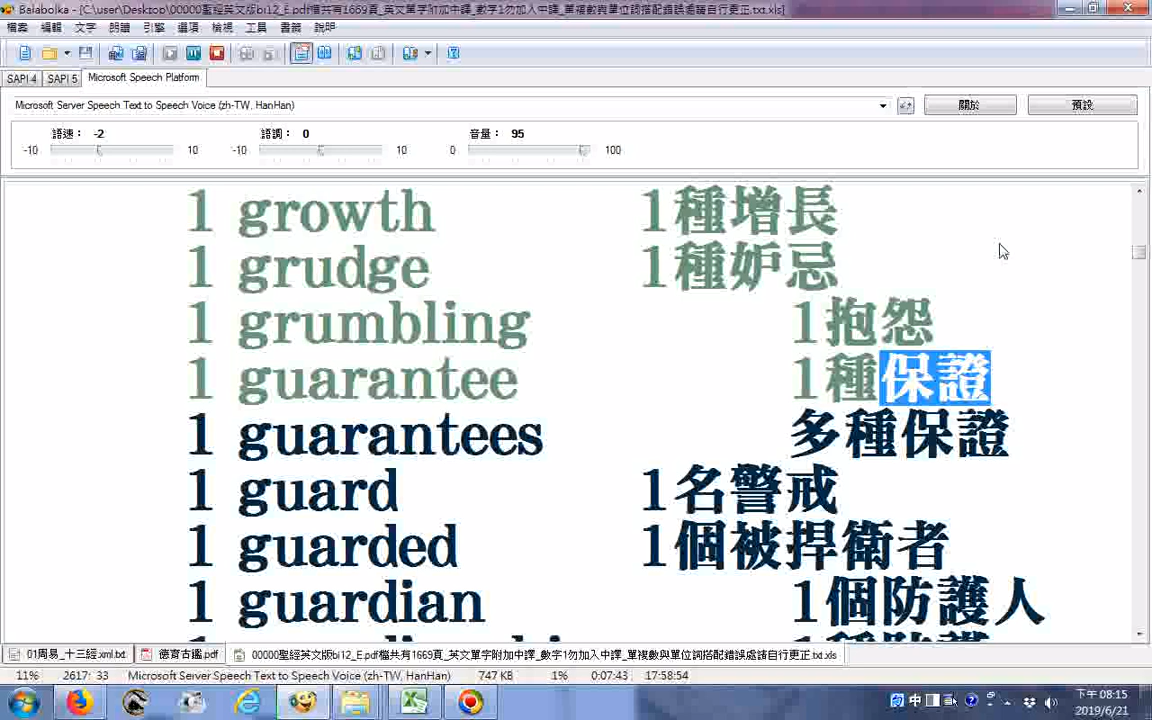 Balabolka - [C:\user\Desktop\00000聖經英文版bi12_E.pdf檔共有1669頁_英文單字附加中譯_數字1勿加入中譯_單複數與單位詞搭配錯誤處請自行更正.txt.xls]
檔案 編輯 文字 朗讀 引擎 選項 檢視 工具 書籤 說明
SAPI 4 SAPI 5 Microsoft Speech Platform
Microsoft Server Speech Text to Speech Voice (zh-TW, HanHan) 關於 預設
語速： -2 語調： 0 音量： 95
-10 10 -10 10 0 100
1 growth 1種增長
1 grudge 1種妒忌
1 grumbling 1抱怨
1 guarantee 1種保證
1 guarantees 多種保證
1 guard 1名警戒
1 guarded 1個被捍衛者
1 guardian 1個防護人
01周易_十三經.xml.txt 德育古鑑.pdf 00000聖經英文版bi12_E.pdf檔共有1669頁_英文單字附加中譯_數字1勿加入中譯_單複數與單位詞搭配錯誤處請自行更正.txt.xls
11% 2617: 33 Microsoft Server Speech Text to Speech Voice (zh-TW, HanHan) 747 KB 1% 0:07:43 17:58:54
中 下午 08:15
2019/6/21